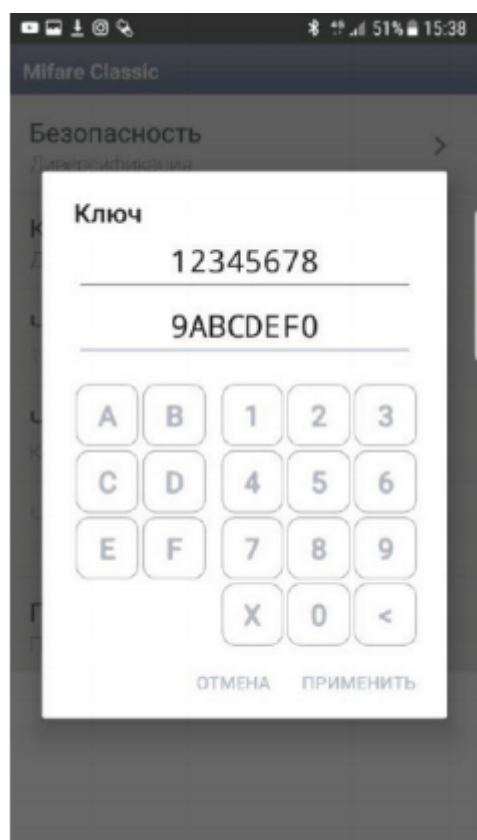 51% 15:38
Mifare Classic
Безопасность
Диверсификация
Ключ
12345678
9ABCDEF0
A B 1 2 3
C D 4 5 6
E F 7 8 9
X 0 <
ОТМЕНА ПРИМЕНИТЬ